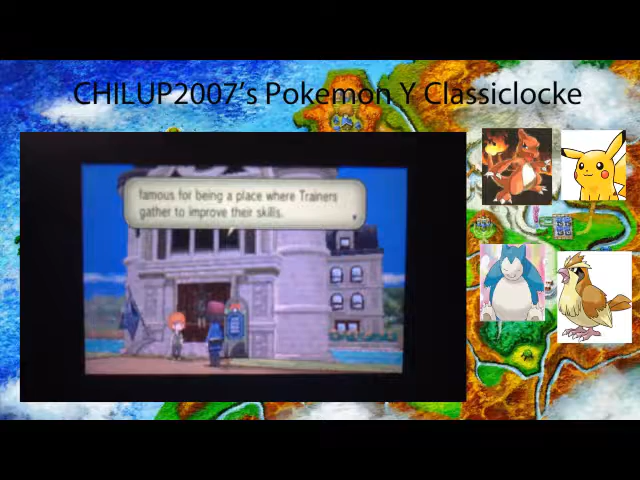 CHILUP2007's Pokemon Y Classiclocke
famous for being a place where Trainers
gather to improve their skills.